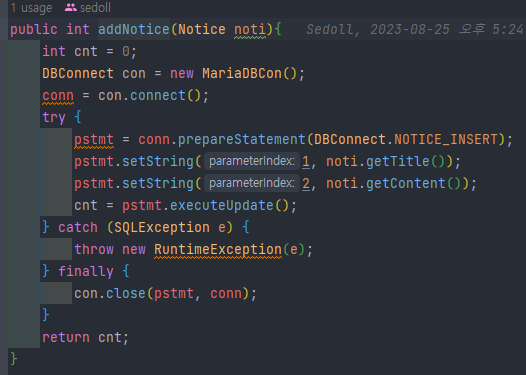 1 usage sedoll
public int addNotice(Notice noti){ Sedoll, 2023-08-25 오후 5:24
int cnt = 0;
DBConnect con = new MariaDBCon();
conn = con.connect();
try {
pstmt = conn.prepareStatement(DBConnect.NOTICE_INSERT);
pstmt.setString( parameterIndex: 1, noti.getTitle());
pstmt.setString( parameterIndex: 2, noti.getContent());
cnt = pstmt.executeUpdate();
} catch (SQLException e) {
throw new RuntimeException(e);
} finally {
con.close(pstmt, conn);
}
return cnt;
}